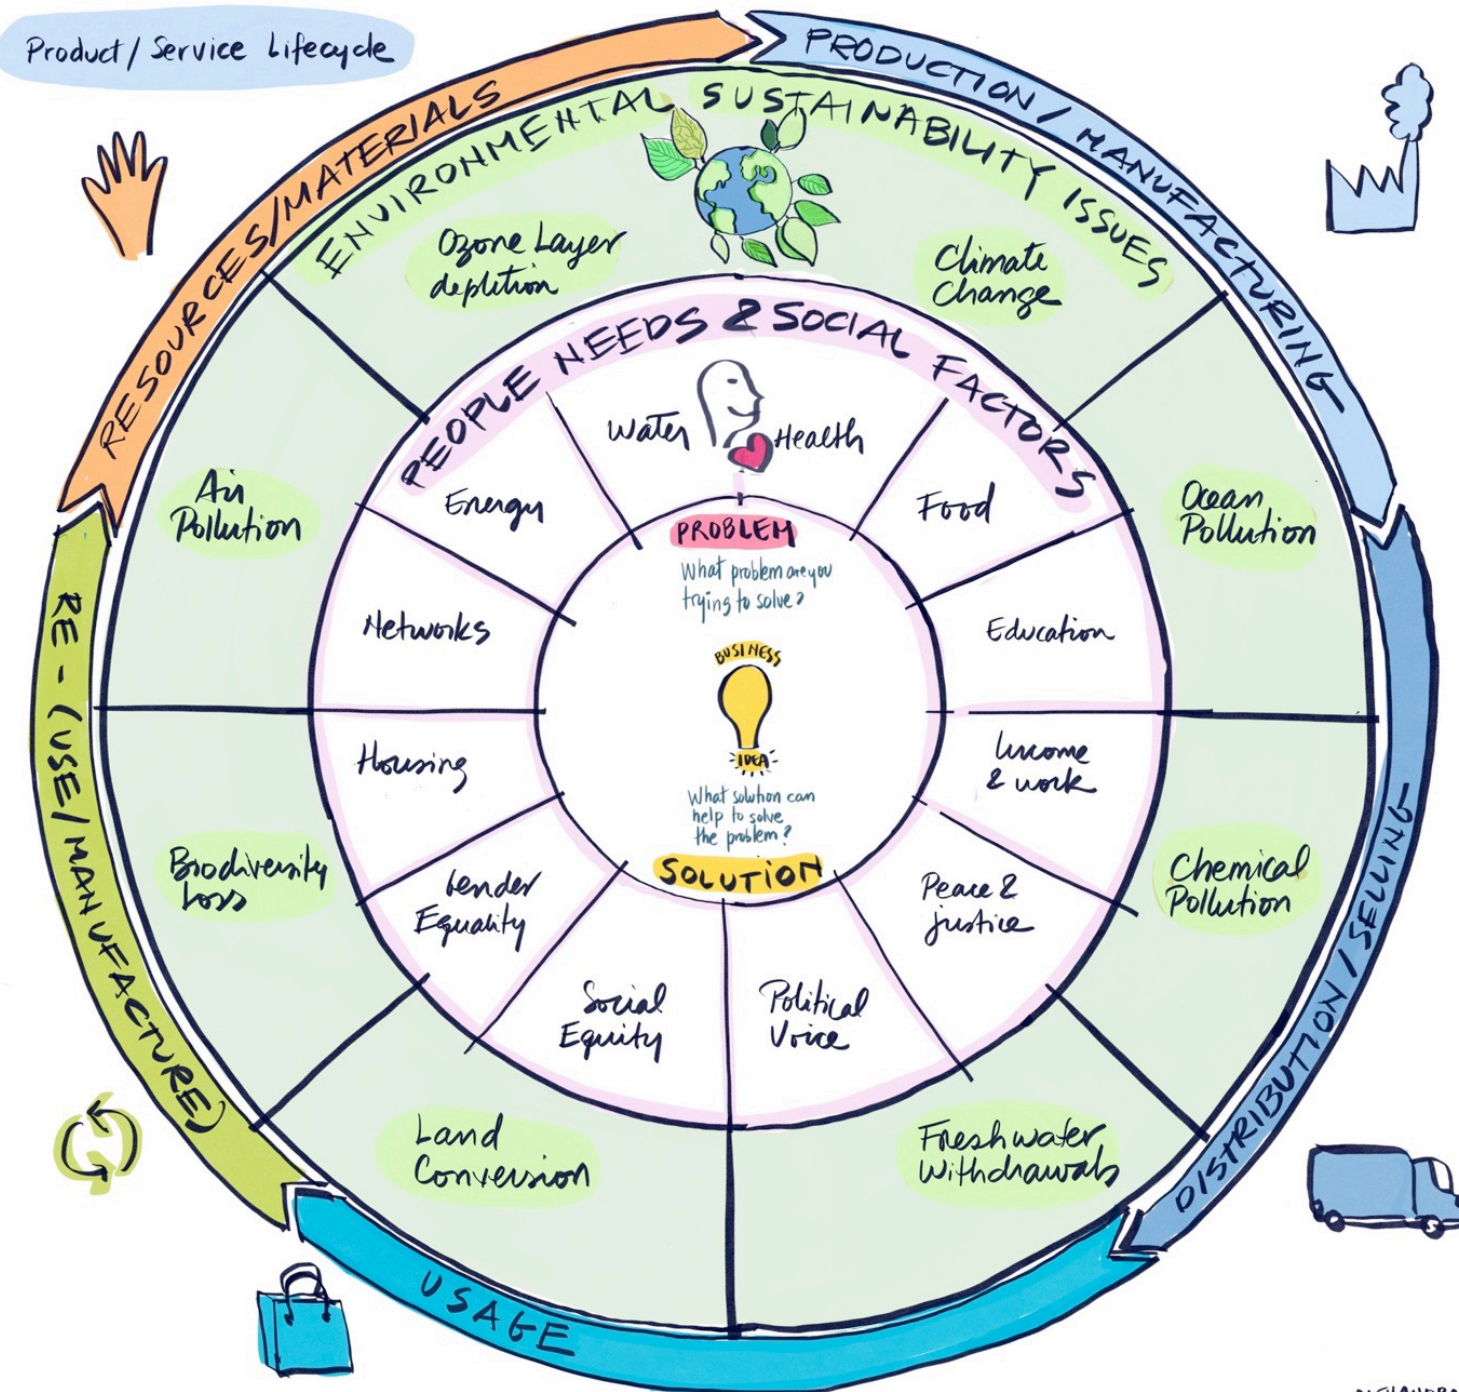 Product / Service Lifecycle
RESOURCES/MATERIALS
PRODUCTION / MANUFACTURING
DISTRIBUTION / SELLING
USAGE
RE - (USE/MANUFACTURE)
ENVIRONMENTAL SUSTAINABILITY ISSUES
Ozone Layer
depletion
Climate
Change
Ocean
Pollution
Chemical
Pollution
Freshwater
Withdrawals
Land
Conversion
Biodiversity
Loss
Air
Pollution
PEOPLE NEEDS & SOCIAL FACTORS
Water
Health
Food
Education
Income
& work
Peace &
justice
Political
Voice
Social
Equity
Gender
Equality
Housing
Networks
Energy
PROBLEM
What problem are you
trying to solve?
BUSINESS
IDEA
What solution can
help to solve
the problem?
SOLUTION